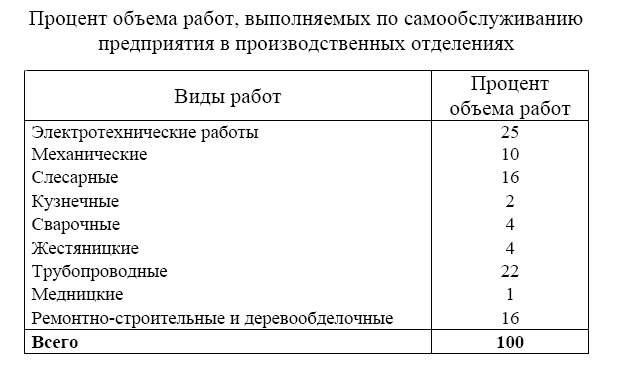 Процент объема работ, выполняемых по самообслуживанию
предприятия в производственных отделениях
Виды работ Процент
объема работ
Электротехнические работы 25
Механические 10
Слесарные 16
Кузнечные 2
Сварочные 4
Жестяницкие 4
Трубопроводные 22
Медницкие 1
Ремонтно-строительные и деревообделочные 16
Всего 100